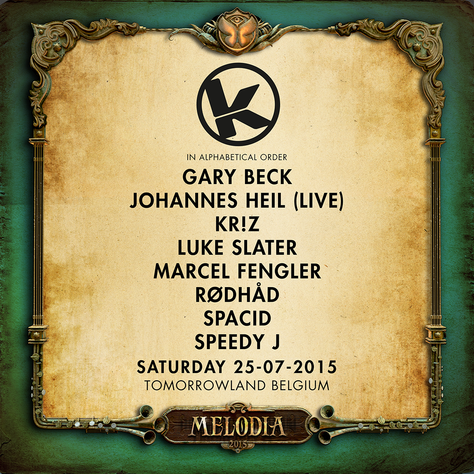 K
IN ALPHABETICAL ORDER
GARY BECK
JOHANNES HEIL (LIVE)
KR!Z
LUKE SLATER
MARCEL FENGLER
RØDHÅD
SPACID
SPEEDY J
SATURDAY 25-07-2015
TOMORROWLAND BELGIUM
MELODIA
2015